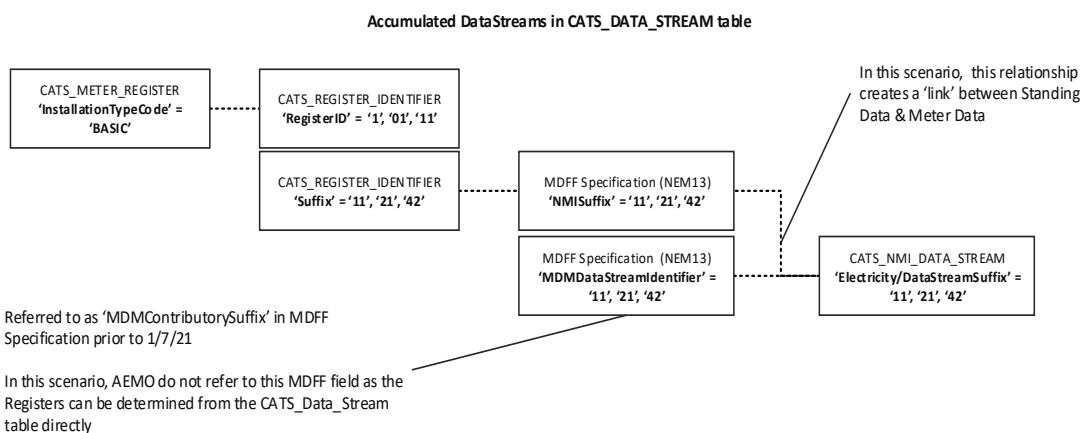 Accumulated DataStreams in CATS_DATA_STREAM table
CATS_METER_REGISTER
‘InstallationTypeCode’ =
‘BASIC’
CATS_REGISTER_IDENTIFIER
‘RegisterID’ = ‘1’, ‘01’, ‘11’
In this scenario, this relationship
creates a ‘link’ between Standing
Data & Meter Data
CATS_REGISTER_IDENTIFIER
‘Suffix’ = ‘11’, ‘21’, ‘42’
MDFF Specification (NEM13)
‘NMISuffix’ = ‘11’, ‘21’, ‘42’
MDFF Specification (NEM13)
‘MDMDataStreamIdentifier’ =
‘11’, ‘21’, ‘42’
CATS_NMI_DATA_STREAM
‘Electricity/DataStreamSuffix’ =
‘11’, ‘21’, ‘42’
Referred to as ‘MDMContributorySuffix’ in MDFF
Specification prior to 1/7/21
In this scenario, AEMO do not refer to this MDFF field as the
Registers can be determined from the CATS_Data_Stream
table directly